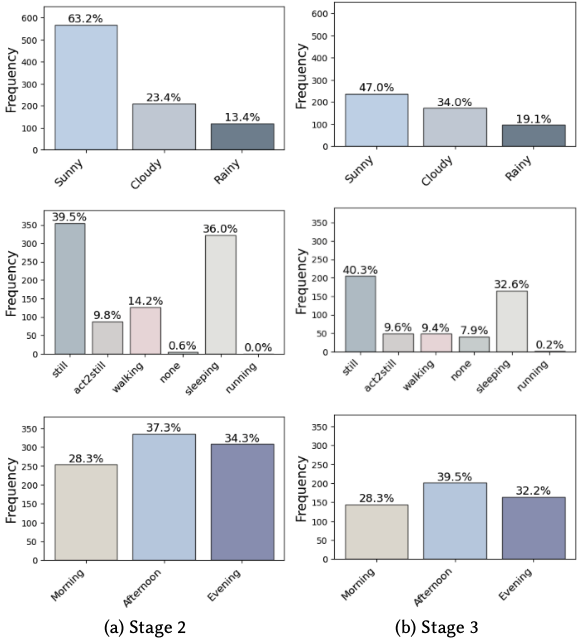 Frequency
600
500
400
300
200
100
0
63.2%
23.4%
13.4%
Sunny
Cloudy
Rainy
Frequency
600
500
400
300
200
100
0
47.0%
34.0%
19.1%
Sunny
Cloudy
Rainy
Frequency
350
300
250
200
150
100
50
0
39.5%
9.8%
14.2%
0.6%
36.0%
0.0%
still
act2still
walking
none
sleeping
running
Frequency
350
300
250
200
150
100
50
0
40.3%
9.6%
9.4%
7.9%
32.6%
0.2%
still
act2still
walking
none
sleeping
running
Frequency
350
300
250
200
150
100
50
0
28.3%
37.3%
34.3%
Morning
Afternoon
Evening
Frequency
350
300
250
200
150
100
50
0
28.3%
39.5%
32.2%
Morning
Afternoon
Evening
(a) Stage 2
(b) Stage 3